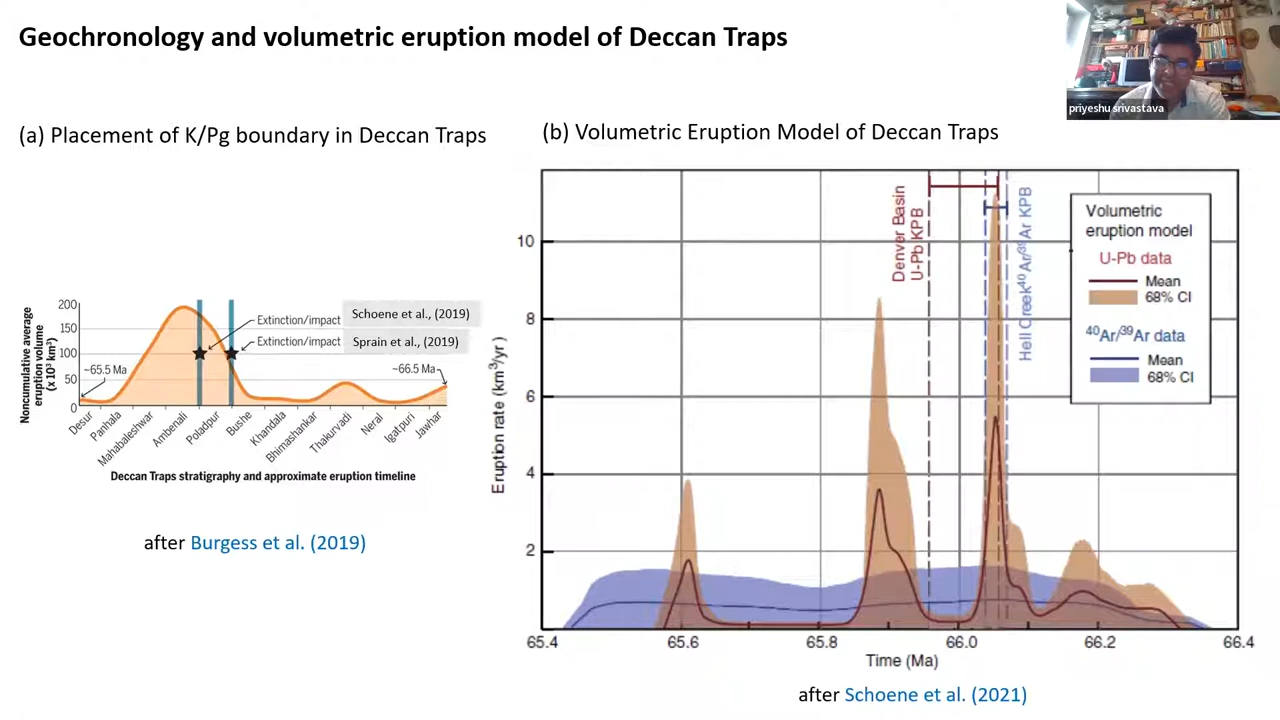 Geochronology and volumetric eruption model of Deccan Traps
priyeshu srivastava
(a) Placement of K/Pg boundary in Deccan Traps
Noncumulative average
eruption volume
(x 10³ km³)
200
150
100
50
0
~65.5 Ma
Extinction/impact
Schoene et al., (2019)
Extinction/impact
Sprain et al., (2019)
~66.5 Ma
Desur
Panhala
Mahabaleshwar
Ambenali
Poladpur
Bushe
Khandala
Bhimashankar
Thakurvadi
Neral
Igatpuri
Jawhar
Deccan Traps stratigraphy and approximate eruption timeline
after Burgess et al. (2019)
(b) Volumetric Eruption Model of Deccan Traps
Eruption rate (km³/yr)
10
8
6
4
2
Denver Basin
U-Pb KPB
Hell Creek ⁴⁰Ar/³⁹Ar KPB
Volumetric
eruption model
U-Pb data
Mean
68% CI
⁴⁰Ar/³⁹Ar data
Mean
68% CI
65.4
65.6
65.8
66.0
66.2
66.4
Time (Ma)
after Schoene et al. (2021)